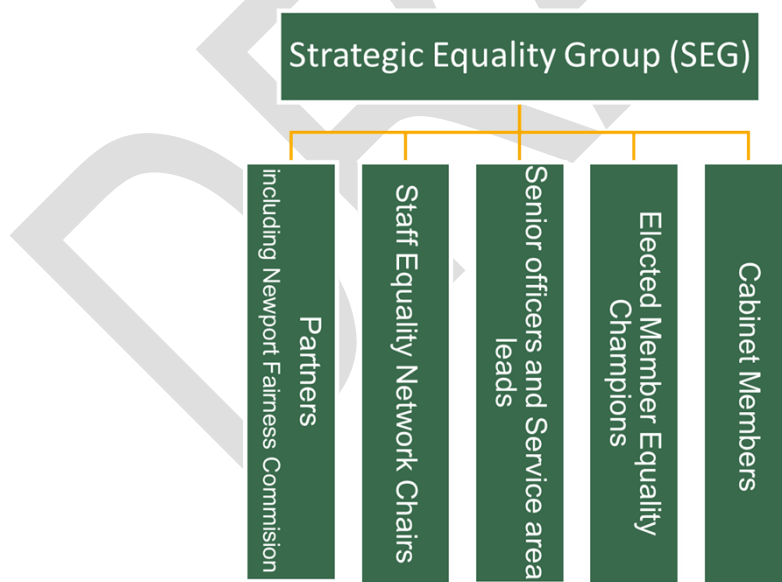 Strategic Equality Group (SEG)
Partners
including Newport Fairness Commision
Staff Equality Network Chairs
Senior officers and Service area
leads
Elected Member Equality
Champions
Cabinet Members